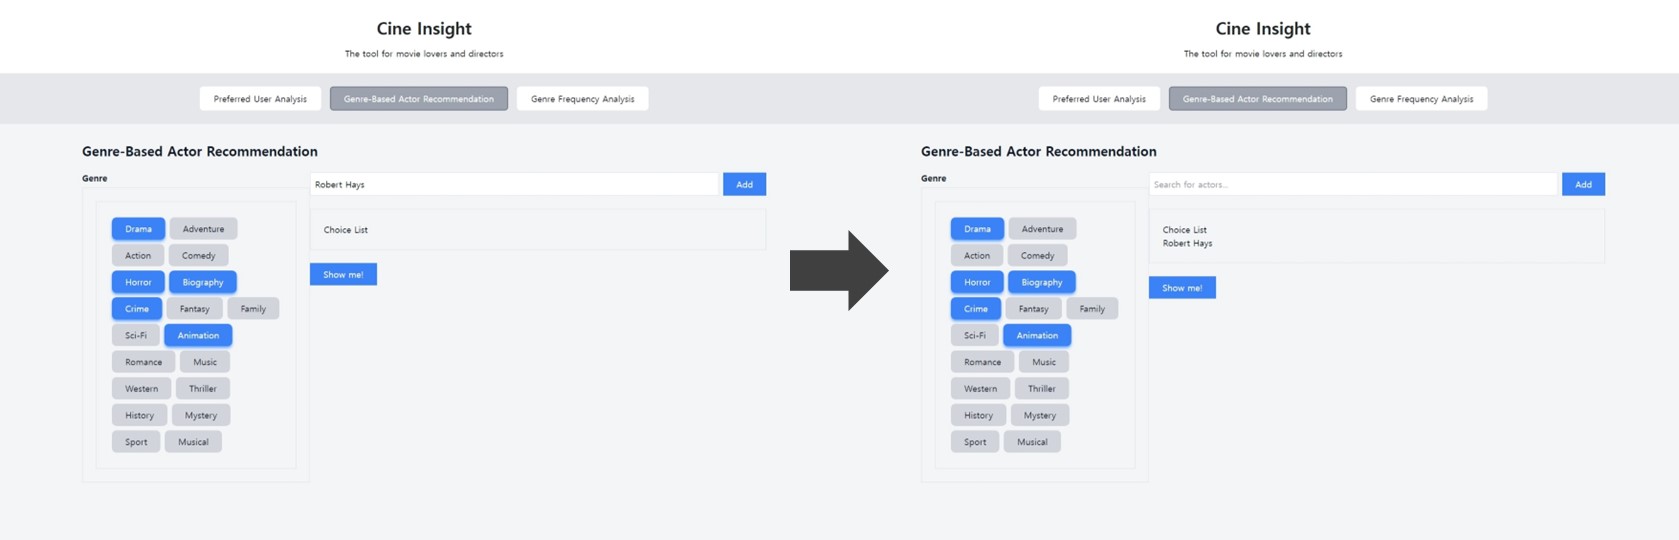 Cine Insight
The tool for movie lovers and directors
Preferred User Analysis
Genre-Based Actor Recommendation
Genre Frequency Analysis
Genre-Based Actor Recommendation
Genre
Drama Adventure
Action Comedy
Horror Biography
Crime Fantasy Family
Sci-Fi Animation
Romance Music
Western Thriller
History Mystery
Sport Musical
Robert Hays
Add
Choice List
Show me!
Cine Insight
The tool for movie lovers and directors
Preferred User Analysis
Genre-Based Actor Recommendation
Genre Frequency Analysis
Genre-Based Actor Recommendation
Genre
Drama Adventure
Action Comedy
Horror Biography
Crime Fantasy Family
Sci-Fi Animation
Romance Music
Western Thriller
History Mystery
Sport Musical
Search for actors...
Add
Choice List
Robert Hays
Show me!